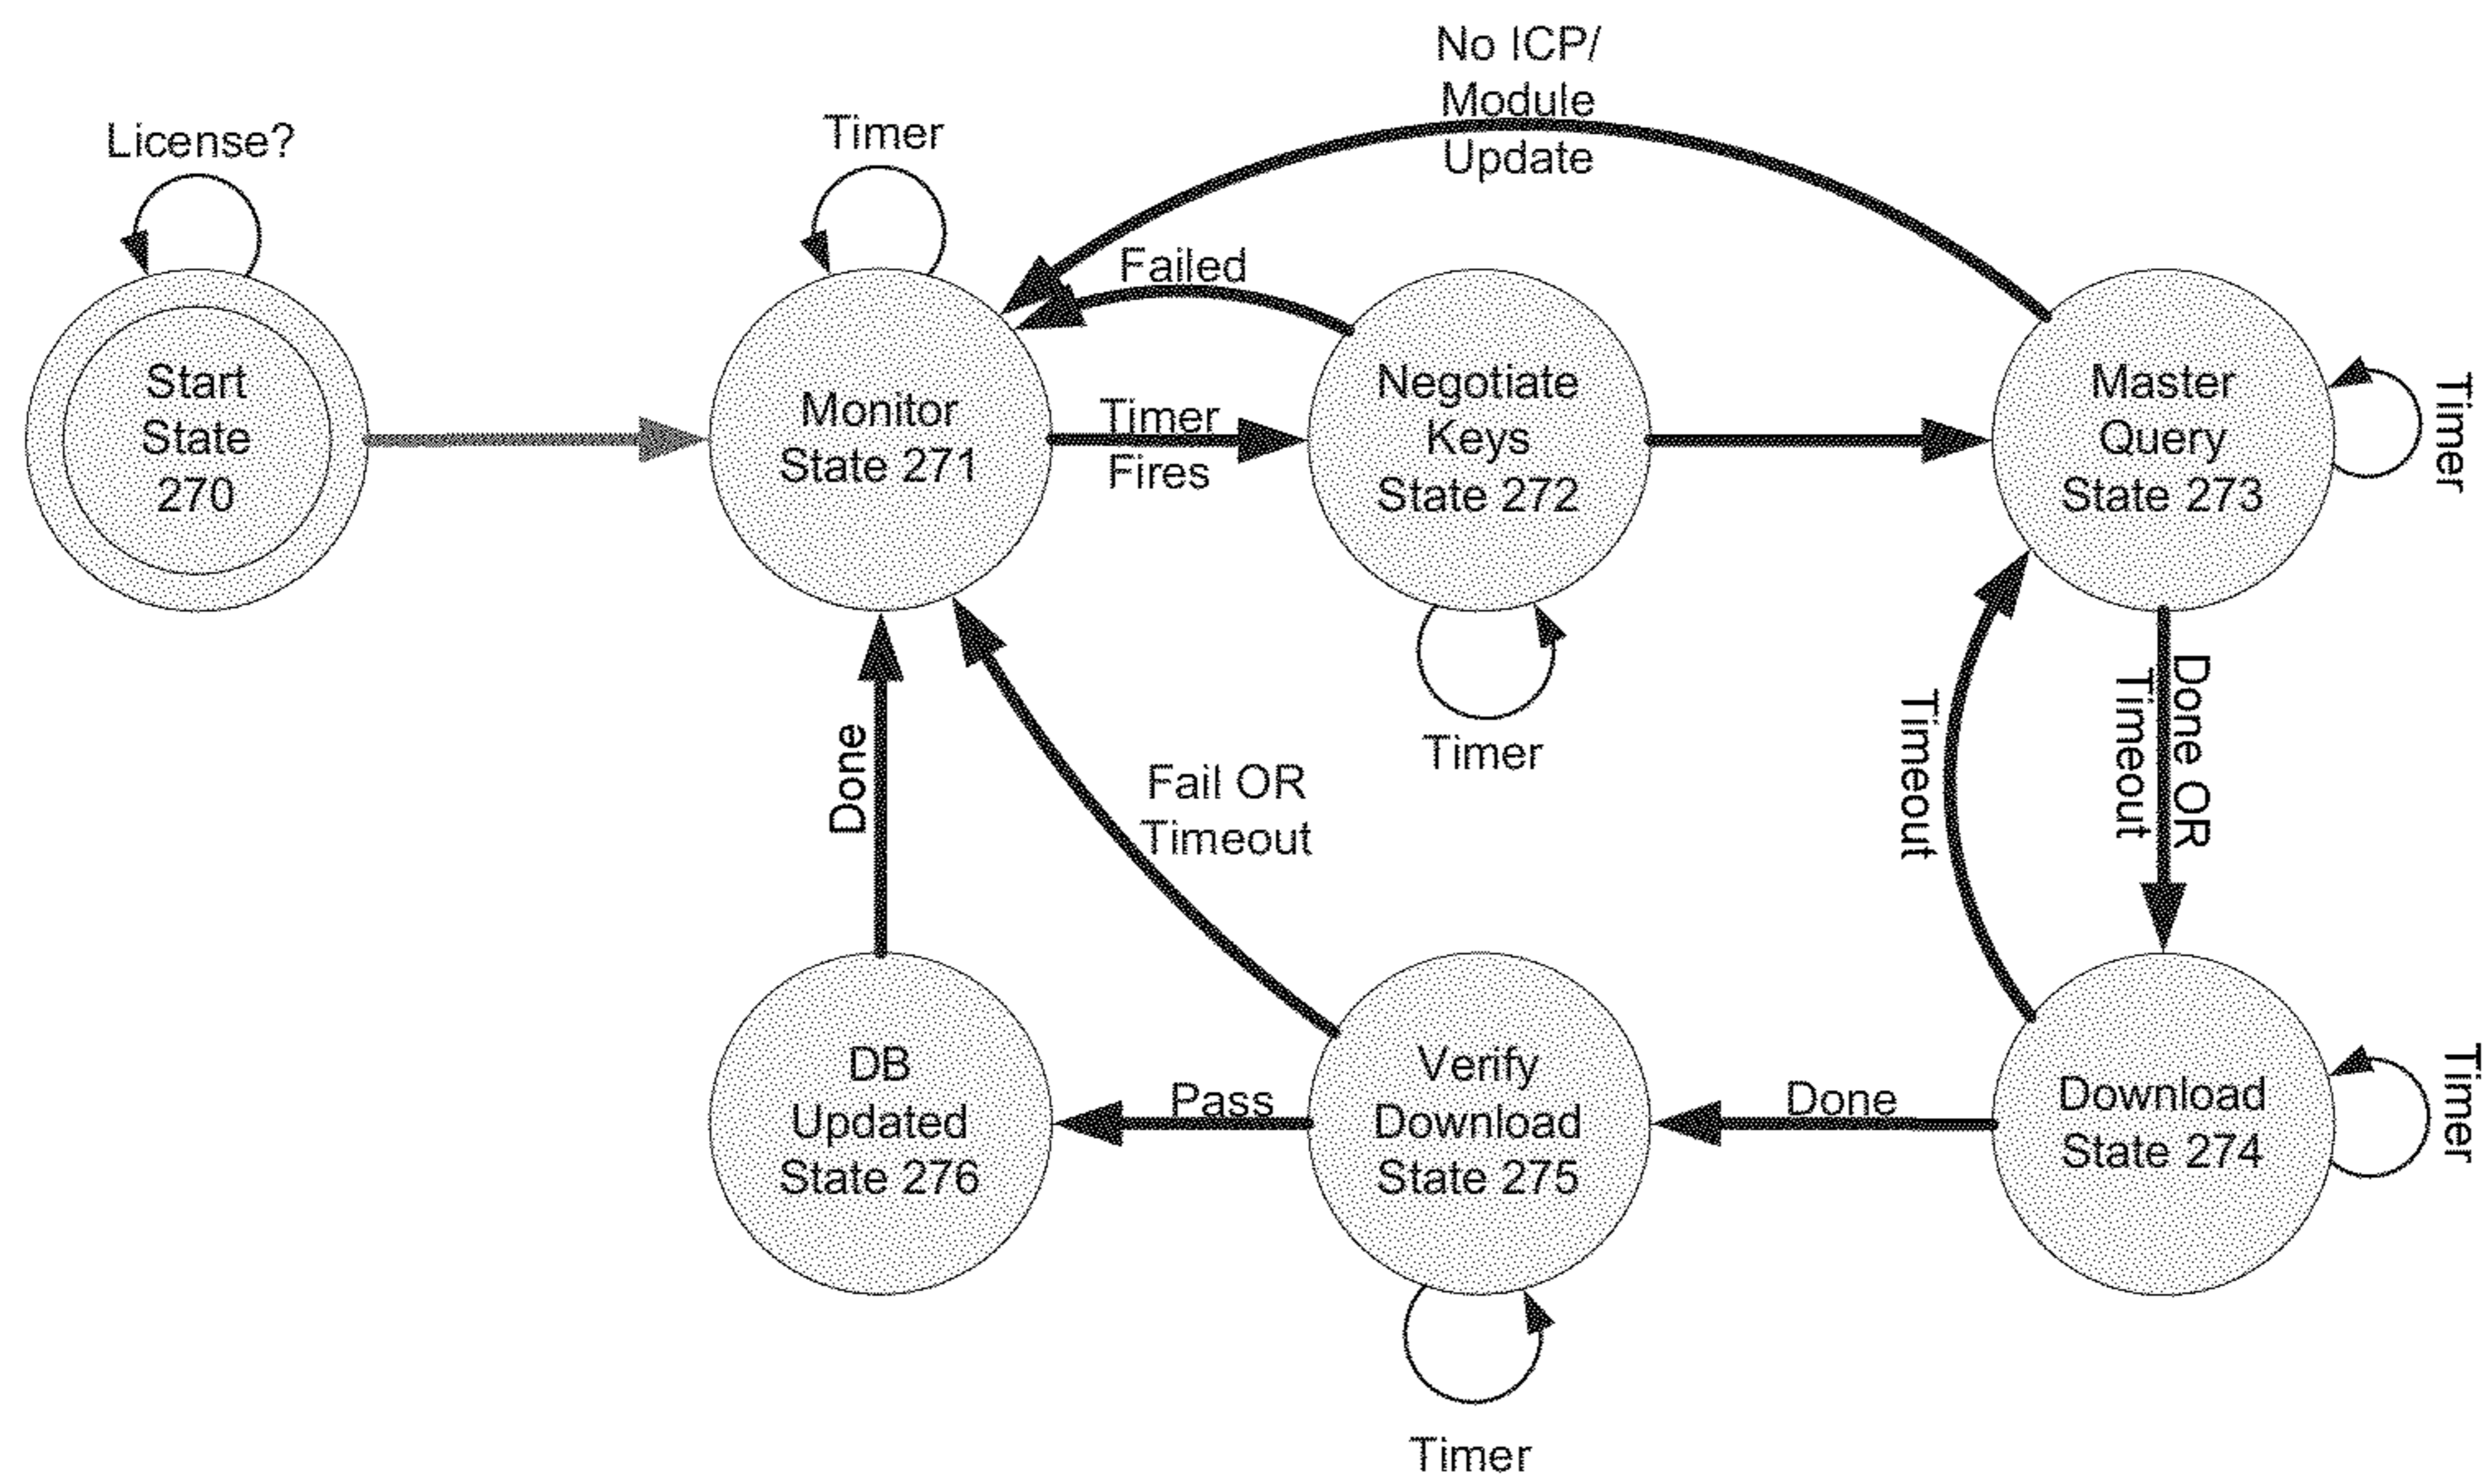 No ICP/
Module
Update
License?
Timer
Failed
Start
State
270
Monitor
State 271
Timer
Fires
Negotiate
Keys
State 272
Master
Query
State 273
Timer
Timer
Done
Fail OR
Timeout
Timeout
Done OR
Timeout
DB
Updated
State 276
Pass
Verify
Download
State 275
Done
Download
State 274
Timer
Timer